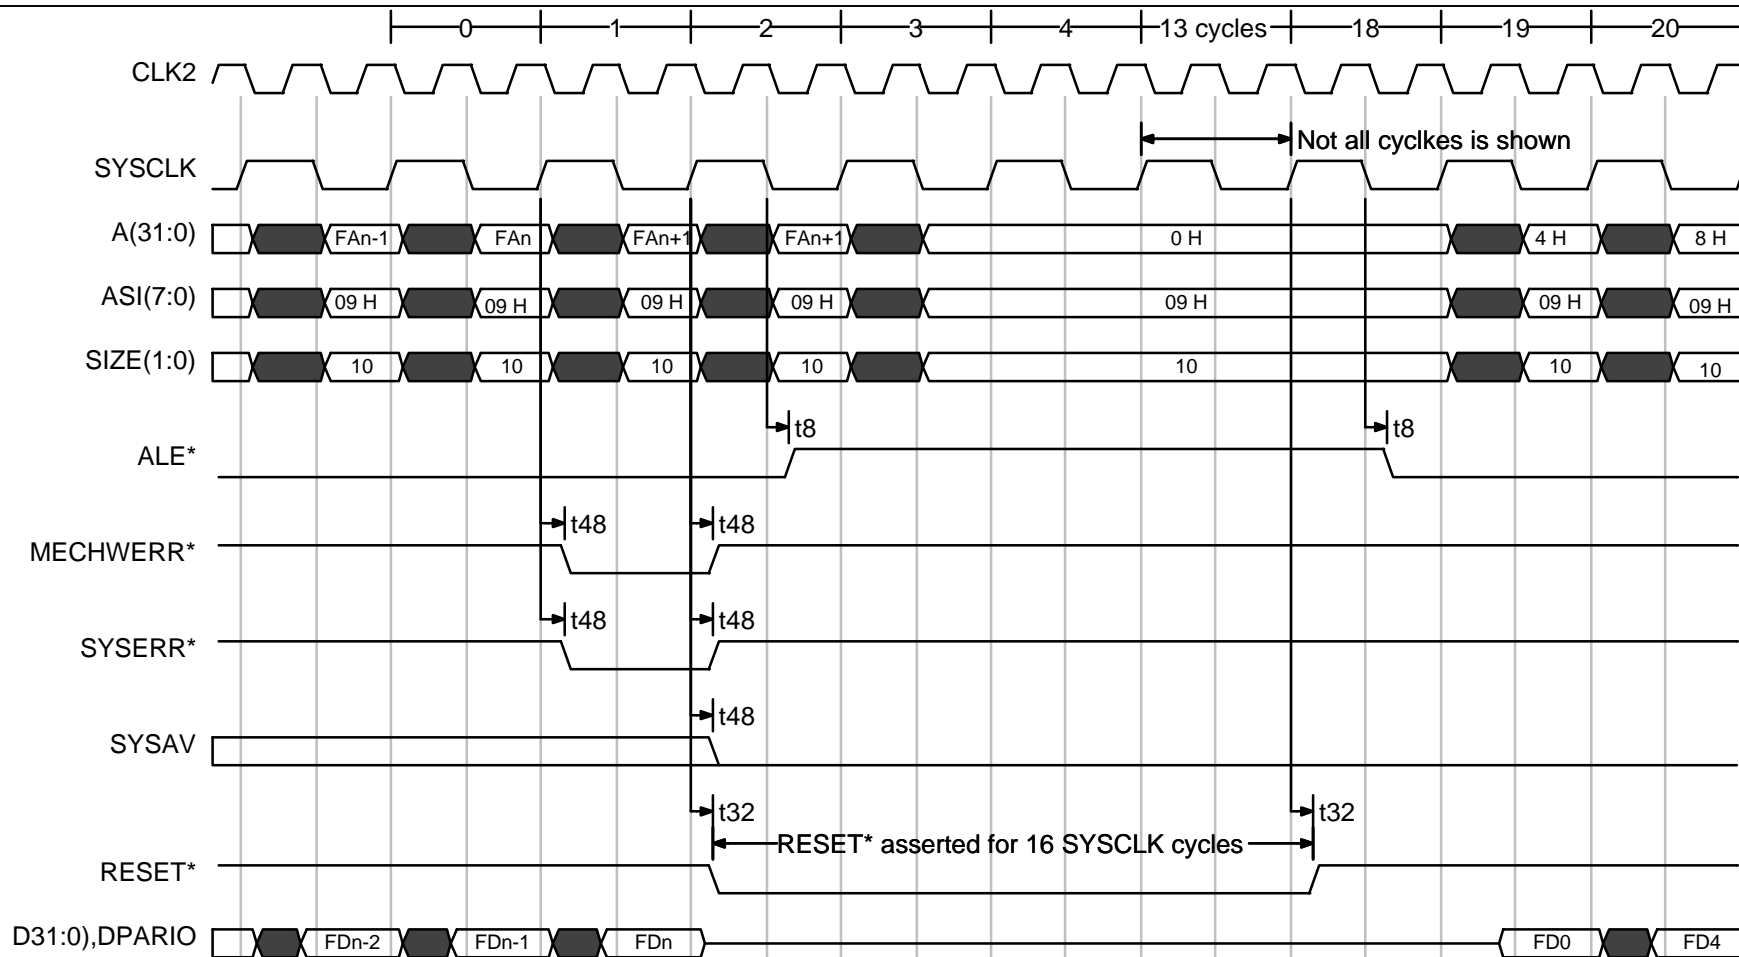 0 1 2 3 4 13 cycles 18 19 20
CLK2
Not all cyclkes is shown
SYSCLK
A(31:0) FAn-1 FAn FAn+1 FAn+1 0 H 4 H 8 H
ASI(7:0) 09 H 09 H 09 H 09 H 09 H 09 H 09 H
SIZE(1:0) 10 10 10 10 10 10 10
t8 t8
ALE*
t48 t48
MECHWERR*
t48 t48
SYSERR*
t48
SYSAV
t32 t32
RESET* asserted for 16 SYSCLK cycles
RESET*
D31:0),DPARIO FDn-2 FDn-1 FDn FD0 FD4